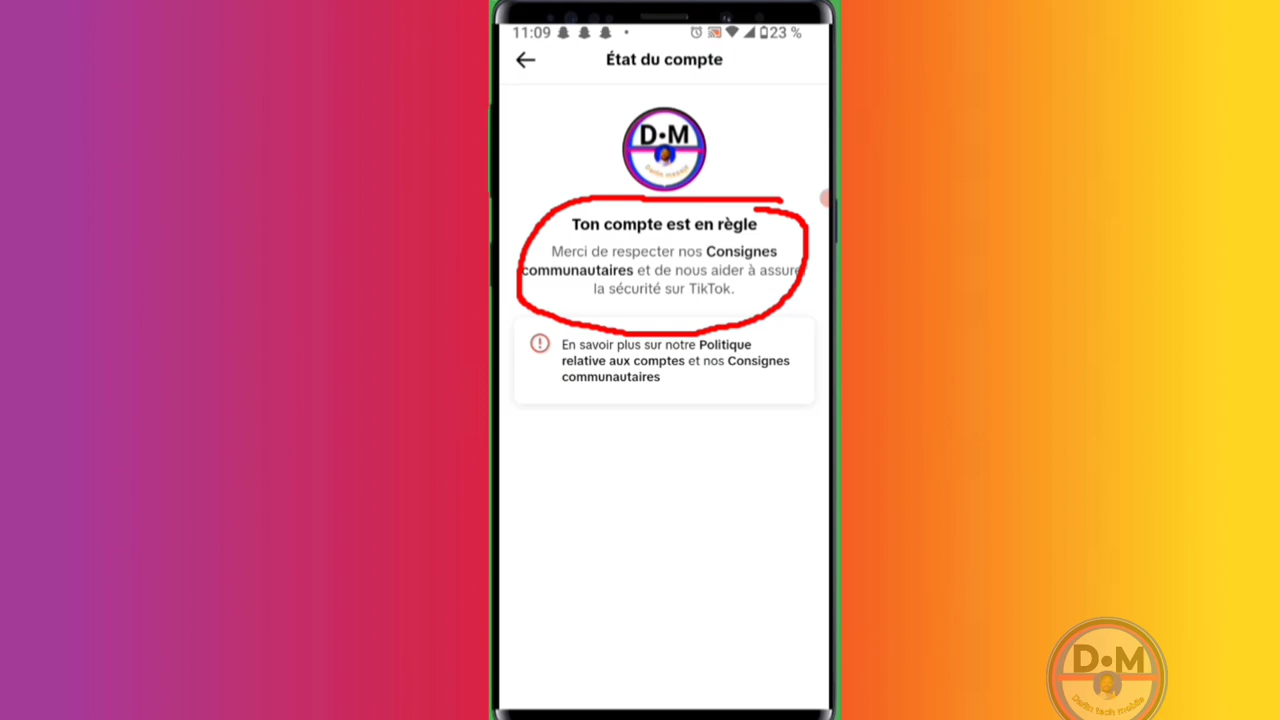 11:09
23 %
État du compte
D•M
Ton compte est en règle
Merci de respecter nos Consignes
communautaires et de nous aider à assure
la sécurité sur TikTok.
En savoir plus sur notre Politique
relative aux comptes et nos Consignes
communautaires
D•M
tech mobile